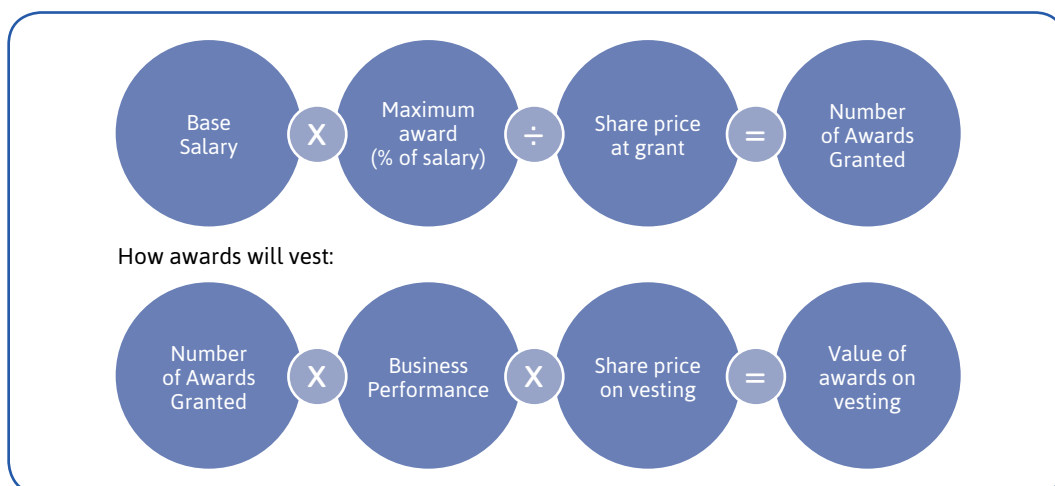 Base
Salary
X
Maximum
award
(% of salary)
÷
Share price
at grant
=
Number
of Awards
Granted
How awards will vest:
Number
of Awards
Granted
X
Business
Performance
X
Share price
on vesting
=
Value of
awards on
vesting